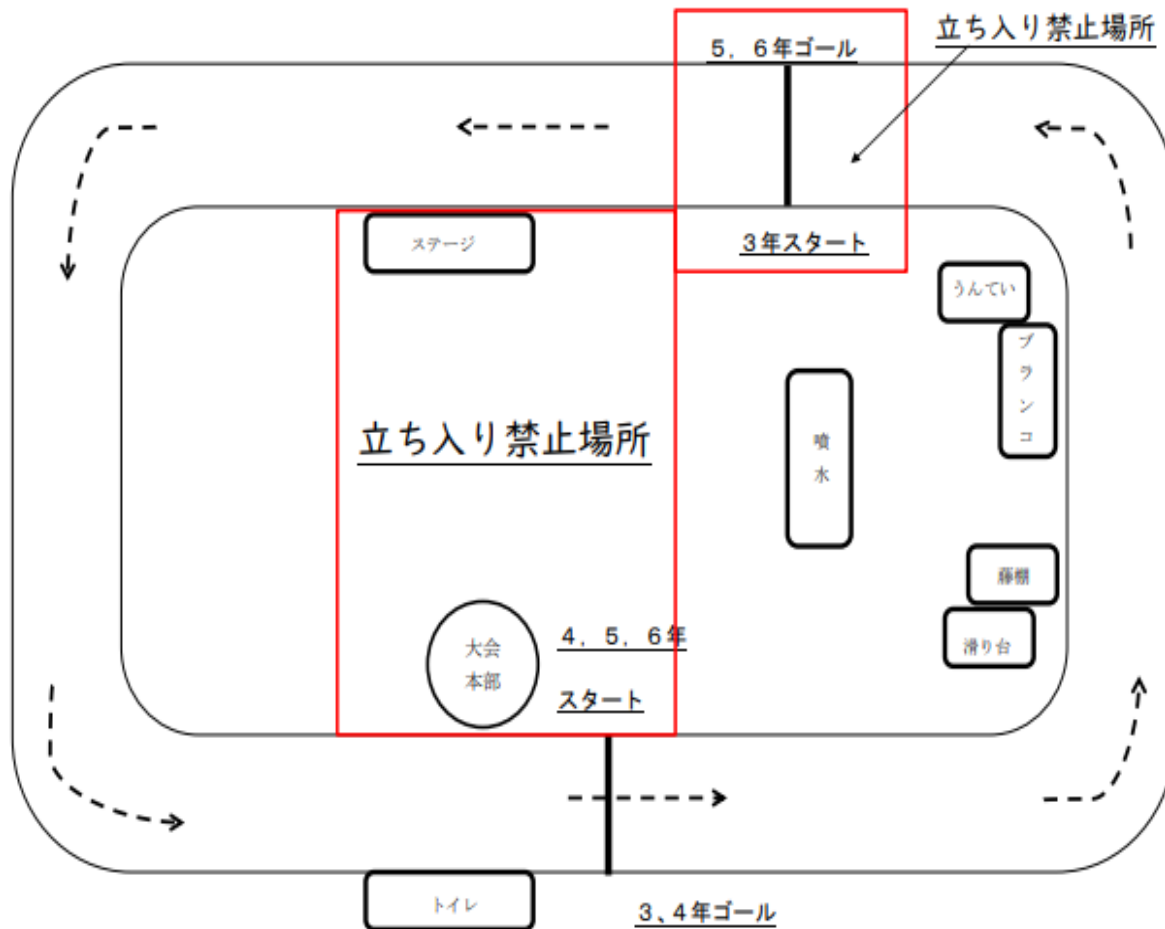 立ち入り禁止場所
5，6年ゴール
3年スタート
ステージ
うんてい
ブランコ
立ち入り禁止場所
噴水
藤棚
滑り台
大会
本部
4，5，6年
スタート
トイレ
3、4年ゴール